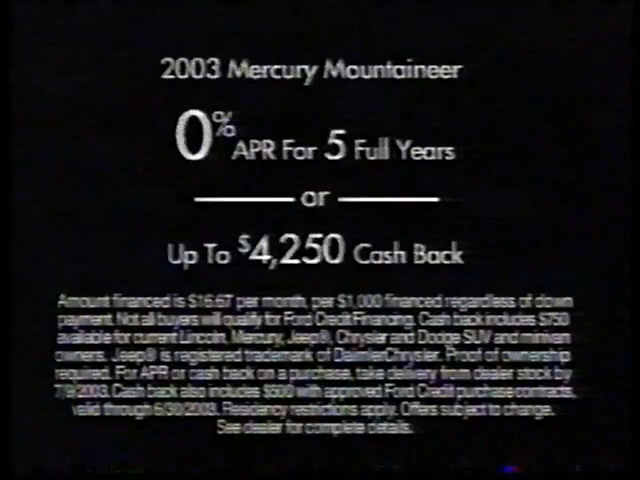 2003 Mercury Mountaineer
0% APR For 5 Full Years
or
Up To $4,250 Cash Back
Amount financed is $16.67 per month, per $1,000 financed regardless of down
payment. Not all buyers will qualify for Ford Credit Financing. Cash back includes $750
available for current Lincoln, Mercury, Jeep®, Chrysler and Dodge SUV and minivan
owners. Jeep® is registered trademark of DaimlerChrysler. Proof of ownership
required. For APR or cash back on a purchase, take delivery from dealer stock by
2003. Cash back also includes $500 with approved Ford Credit purchase contracts,
valid through 6/30/2003. Residency restrictions apply. Offers subject to change.
See dealer for complete details.